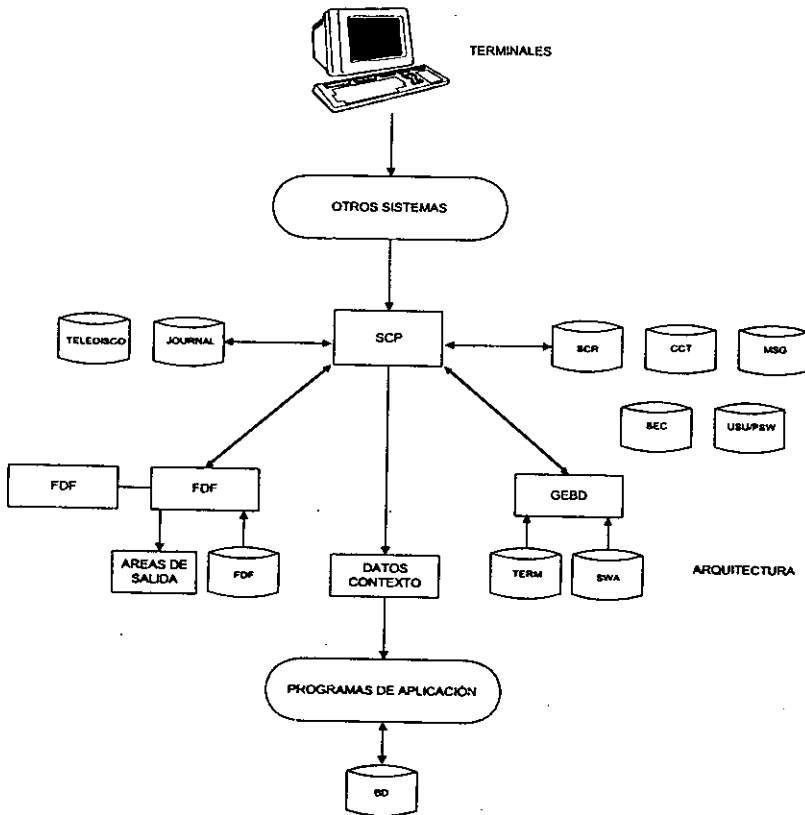 TERMINALES
OTROS SISTEMAS
TELEDISCO
JOURNAL
SCP
SCR
CCT
MSG
SEC
USU/PSW
FDF
FDF
GEBD
AREAS DE
SALIDA
FDF
DATOS
CONTEXTO
TERM
SWA
ARQUITECTURA
PROGRAMAS DE APLICACIÓN
BD